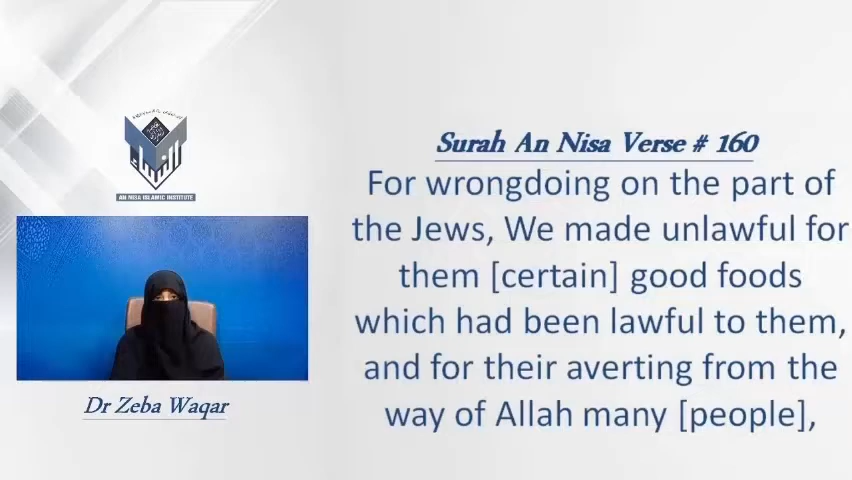 النساء
AN NISA ISLAMIC INSTITUTE
Dr Zeba Waqar
Surah An Nisa Verse # 160
For wrongdoing on the part of
the Jews, We made unlawful for
them [certain] good foods
which had been lawful to them,
and for their averting from the
way of Allah many [people],